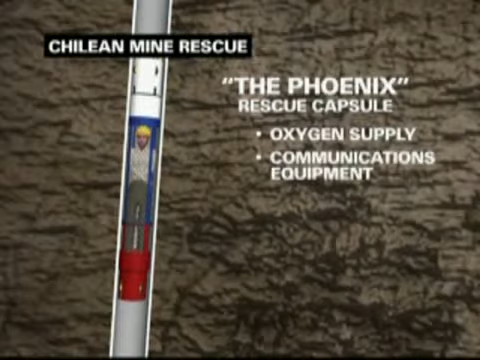 CHILEAN MINE RESCUE
"THE PHOENIX"
RESCUE CAPSULE
• OXYGEN SUPPLY
• COMMUNICATIONS
EQUIPMENT